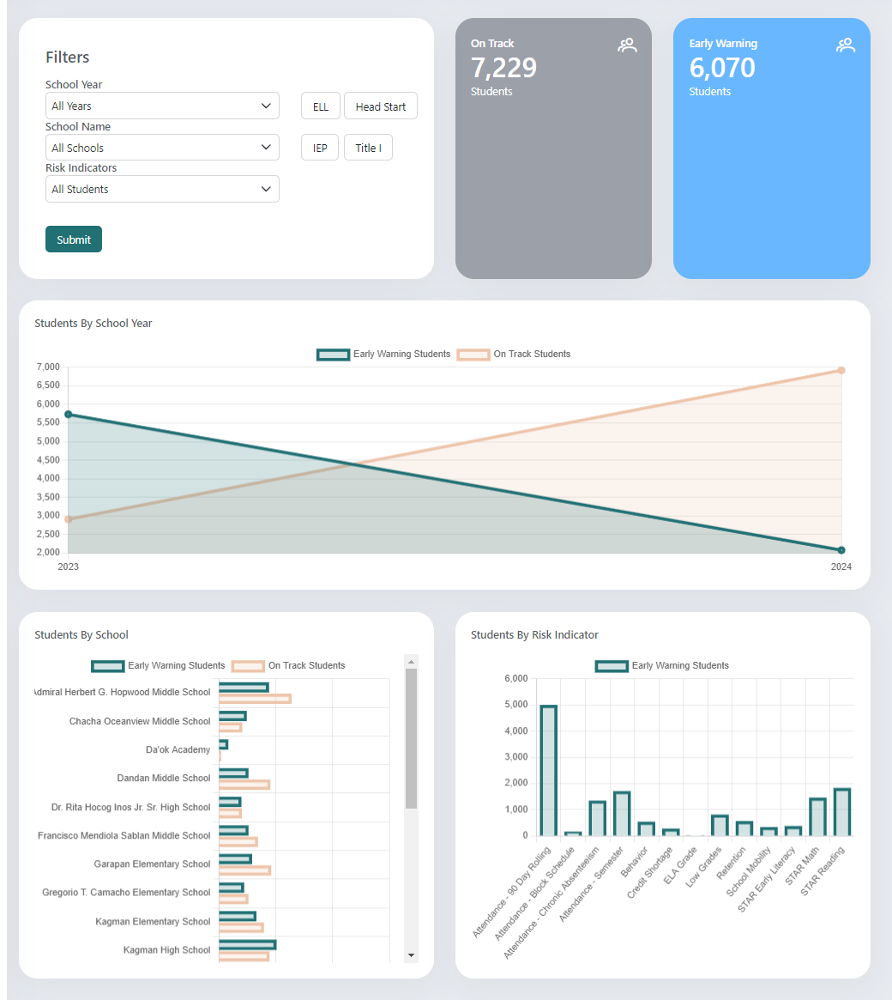 Filters
School Year
All Years
ELL
Head Start
School Name
All Schools
IEP
Title I
Risk Indicators
All Students
Submit
On Track
7,229
Students
Early Warning
6,070
Students
Students By School Year
Early Warning Students
On Track Students
7,000
6,500
6,000
5,500
5,000
4,500
4,000
3,500
3,000
2,500
2,000
2023
2024
Students By School
Early Warning Students
On Track Students
Admiral Herbert G. Hopwood Middle School
Chacha Oceanview Middle School
Da'ok Academy
Dandan Middle School
Dr. Rita Hocog Inos Jr. Sr. High School
Francisco Mendiola Sablan Middle School
Garapan Elementary School
Gregorio T. Camacho Elementary School
Kagman Elementary School
Kagman High School
Students By Risk Indicator
Early Warning Students
6,000
5,000
4,000
3,000
2,000
1,000
0
Attendance - 90 Day Rolling
Attendance - Block Schedule
Attendance - Chronic Absenteeism
Attendance - Semester
Behavior
Credit Shortage
ELA Grade
Low Grades
Retention
School Mobility
STAR Early Literacy
STAR Math
STAR Reading